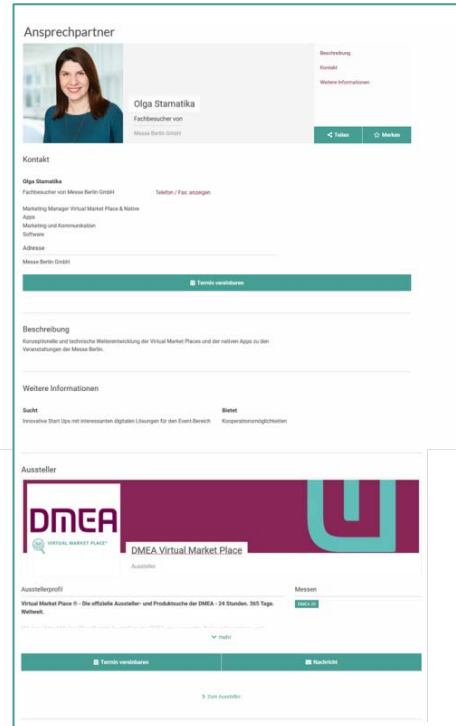 Ansprechpartner
Beschreibung
Kontakt
Weitere Informationen
Olga Stamatika
Fachbesucher von
Messe Berlin GmbH
Teilen
Merken
Kontakt
Olga Stamatika
Fachbesucher von Messe Berlin GmbH
Telefon / Fax: anzeigen
Marketing Manager Virtual Market Place & Native
Apps
Marketing und Kommunikation
Software
Adresse
Messe Berlin GmbH
Termin vereinbaren
Beschreibung
Konzeptionelle und technische Weiterentwicklung der Virtual Market Places und der nativen Apps zu den
Veranstaltungen der Messe Berlin.
Weitere Informationen
Sucht
Innovative Start Ups mit interessanten digitalen Lösungen für den Event-Bereich
Bietet
Kooperationsmöglichkeiten
Aussteller
DMEA
VIRTUAL MARKET PLACE®
DMEA Virtual Market Place
Aussteller
Ausstellerprofil
Virtual Market Place ® - Die offizielle Aussteller- und Produktsuche der DMEA - 24 Stunden. 365 Tage.
Weltweit.
mehr
Messen
DMEA 20
Termin vereinbaren
Nachricht
Zum Aussteller